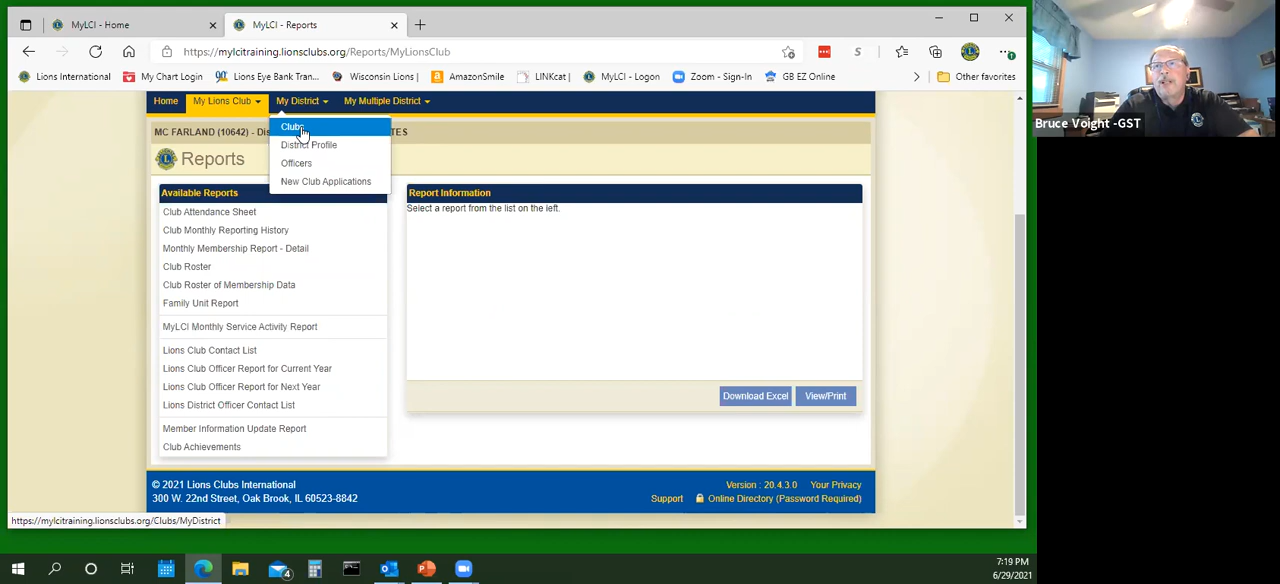 MyLCI - Home
MyLCI - Reports
https://mylcitraining.lionsclubs.org/Reports/MyLionsClub
Lions International
My Chart Login
Lions Eye Bank Tran...
Wisconsin Lions |
AmazonSmile
LINKcat |
MyLCI - Logon
Zoom - Sign-In
GB EZ Online
Other favorites
Home
My Lions Club
My District
My Multiple District
Clubs
District Profile
Officers
New Club Applications
MC FARLAND (10642) - Dis
TES
Reports
Available Reports
Club Attendance Sheet
Club Monthly Reporting History
Monthly Membership Report - Detail
Club Roster
Club Roster of Membership Data
Family Unit Report
MyLCI Monthly Service Activity Report
Lions Club Contact List
Lions Club Officer Report for Current Year
Lions Club Officer Report for Next Year
Lions District Officer Contact List
Member Information Update Report
Club Achievements
Report Information
Select a report from the list on the left.
Download Excel
View/Print
© 2021 Lions Clubs International
300 W. 22nd Street, Oak Brook, IL 60523-8842
Version : 20.4.3.0
Your Privacy
Support
Online Directory (Password Required)
https://mylcitraining.lionsclubs.org/Clubs/MyDistrict
Bruce Voight -GST
4
7:19 PM
6/29/2021